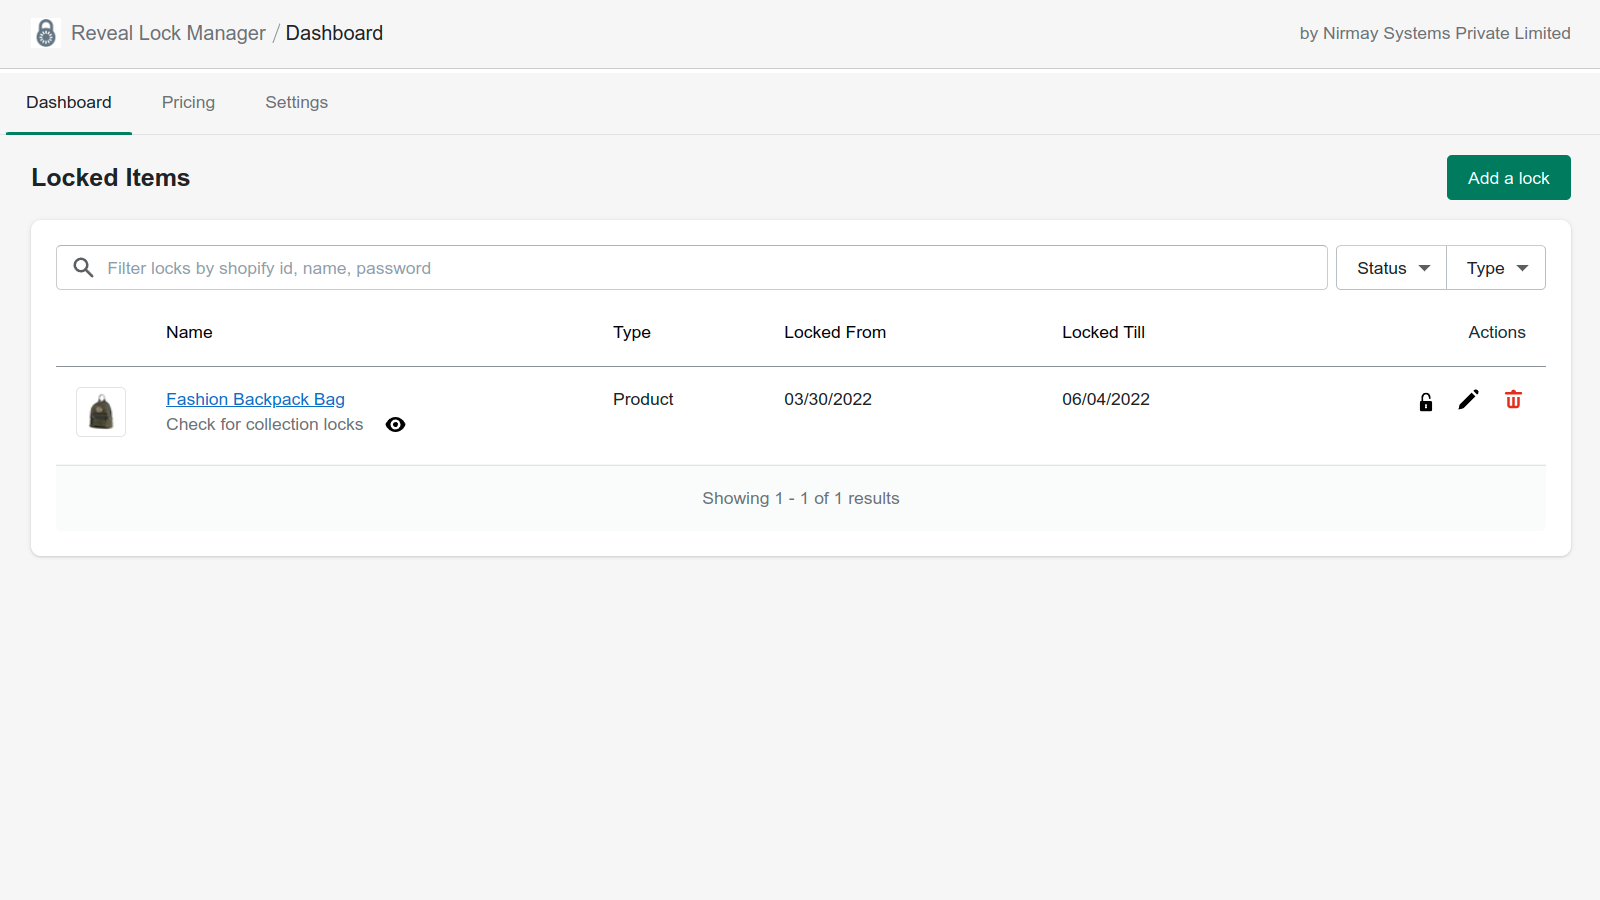 Reveal Lock Manager / Dashboard
by Nirmay Systems Private Limited
Dashboard Pricing Settings
Locked Items
Add a lock
Filter locks by shopify id, name, password
Status Type
Name Type Locked From Locked Till Actions
Fashion Backpack Bag Product 03/30/2022 06/04/2022
Check for collection locks
Showing 1 - 1 of 1 results